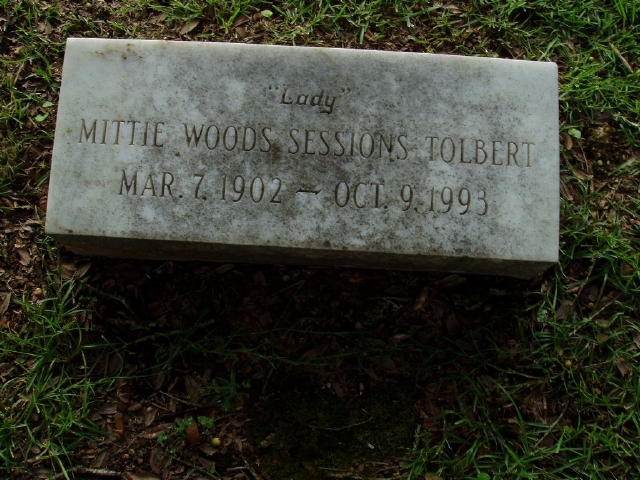 "Lady"
MITTIE WOODS SESSIONS TOLBERT
MAR. 7. 1902 — OCT. 9. 1993